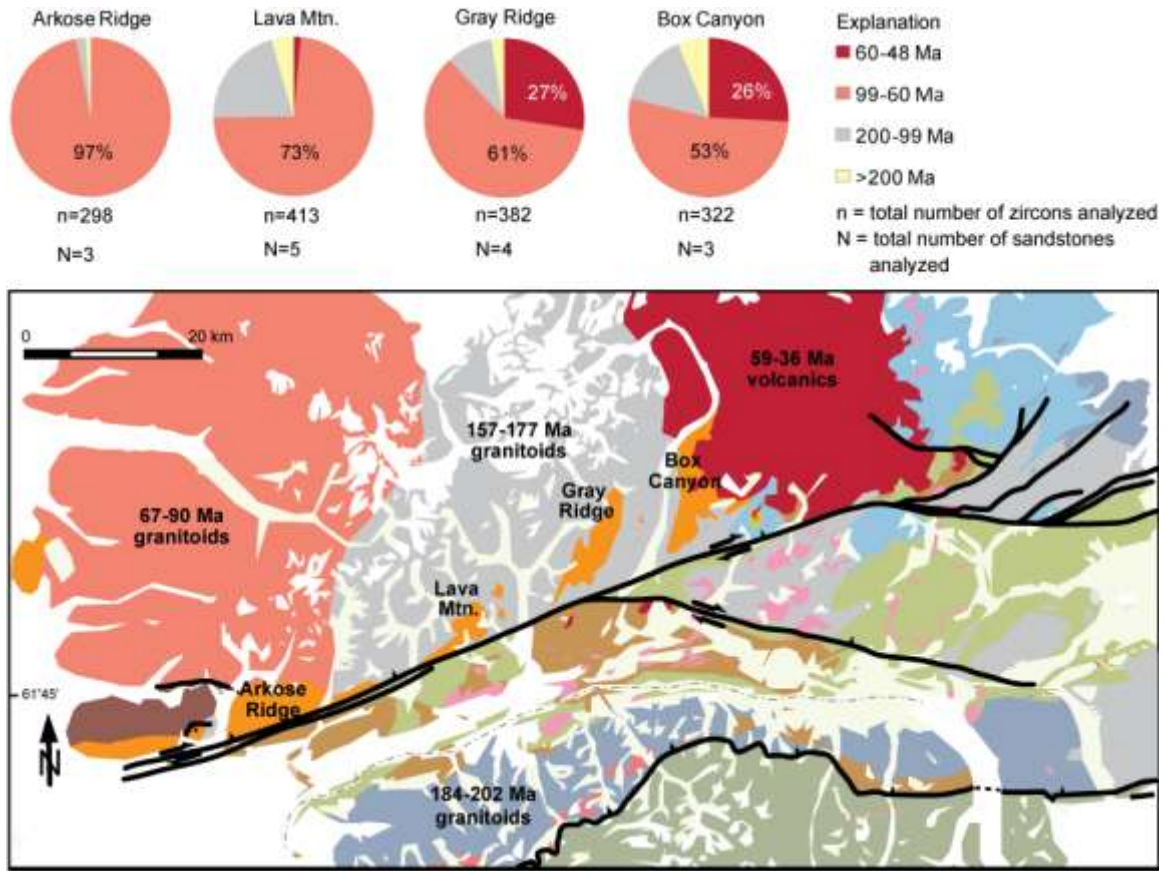 Arkose Ridge
Lava Mtn.
Gray Ridge
Box Canyon
97%
73%
27%
61%
26%
53%
n=298
n=413
n=382
n=322
N=3
N=5
N=4
N=3
Explanation
60-48 Ma
99-60 Ma
200-99 Ma
>200 Ma
n = total number of zircons analyzed
N = total number of sandstones
analyzed
0
20 km
59-36 Ma
volcanics
157-177 Ma
granitoids
Box
Canyon
Gray
Ridge
67-90 Ma
granitoids
Lava
Mtn.
61°45'
Arkose
Ridge
N
184-202 Ma
granitoids